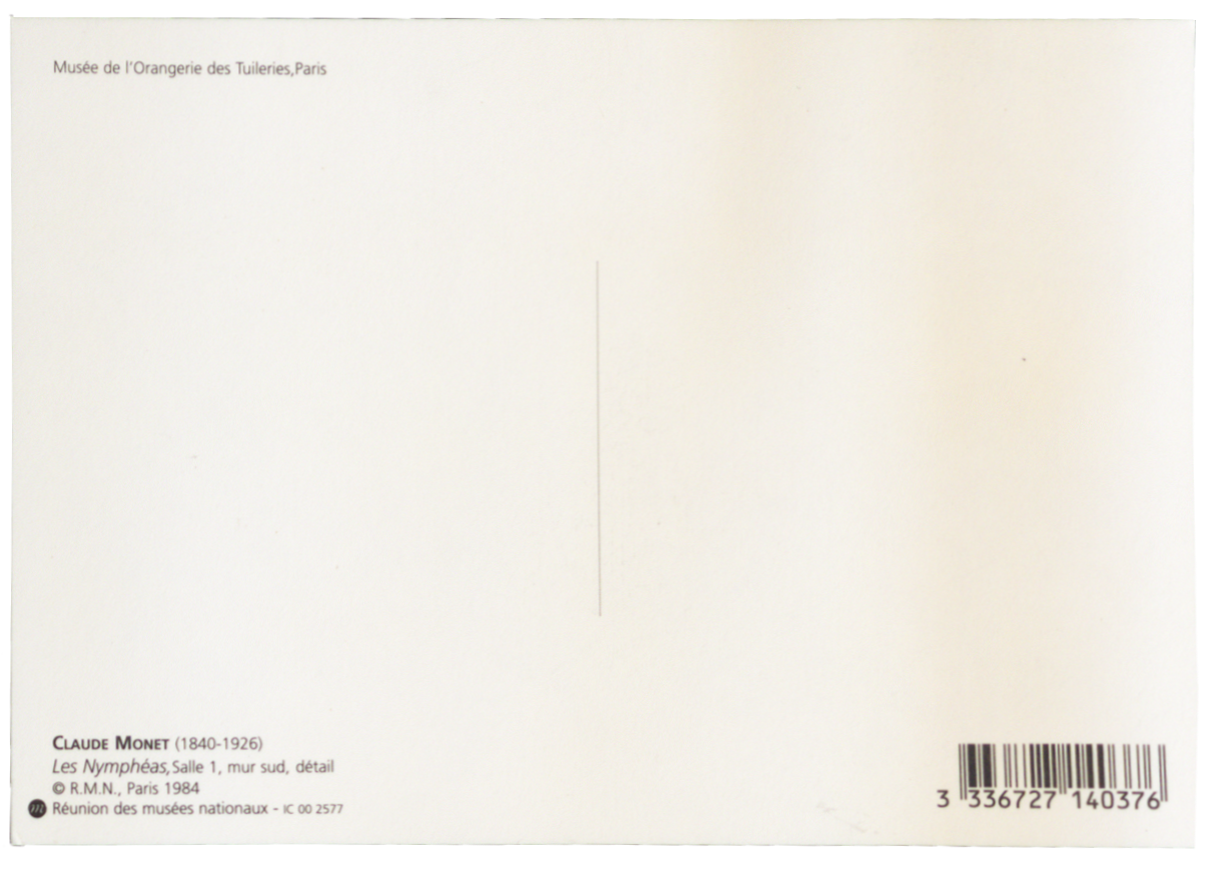 Musée de l'Orangerie des Tuileries,Paris
CLAUDE MONET (1840-1926)
Les Nymphéas, Salle 1, mur sud, détail
© R.M.N., Paris 1984
m Réunion des musées nationaux - IC 00 2577
3 336727 140376